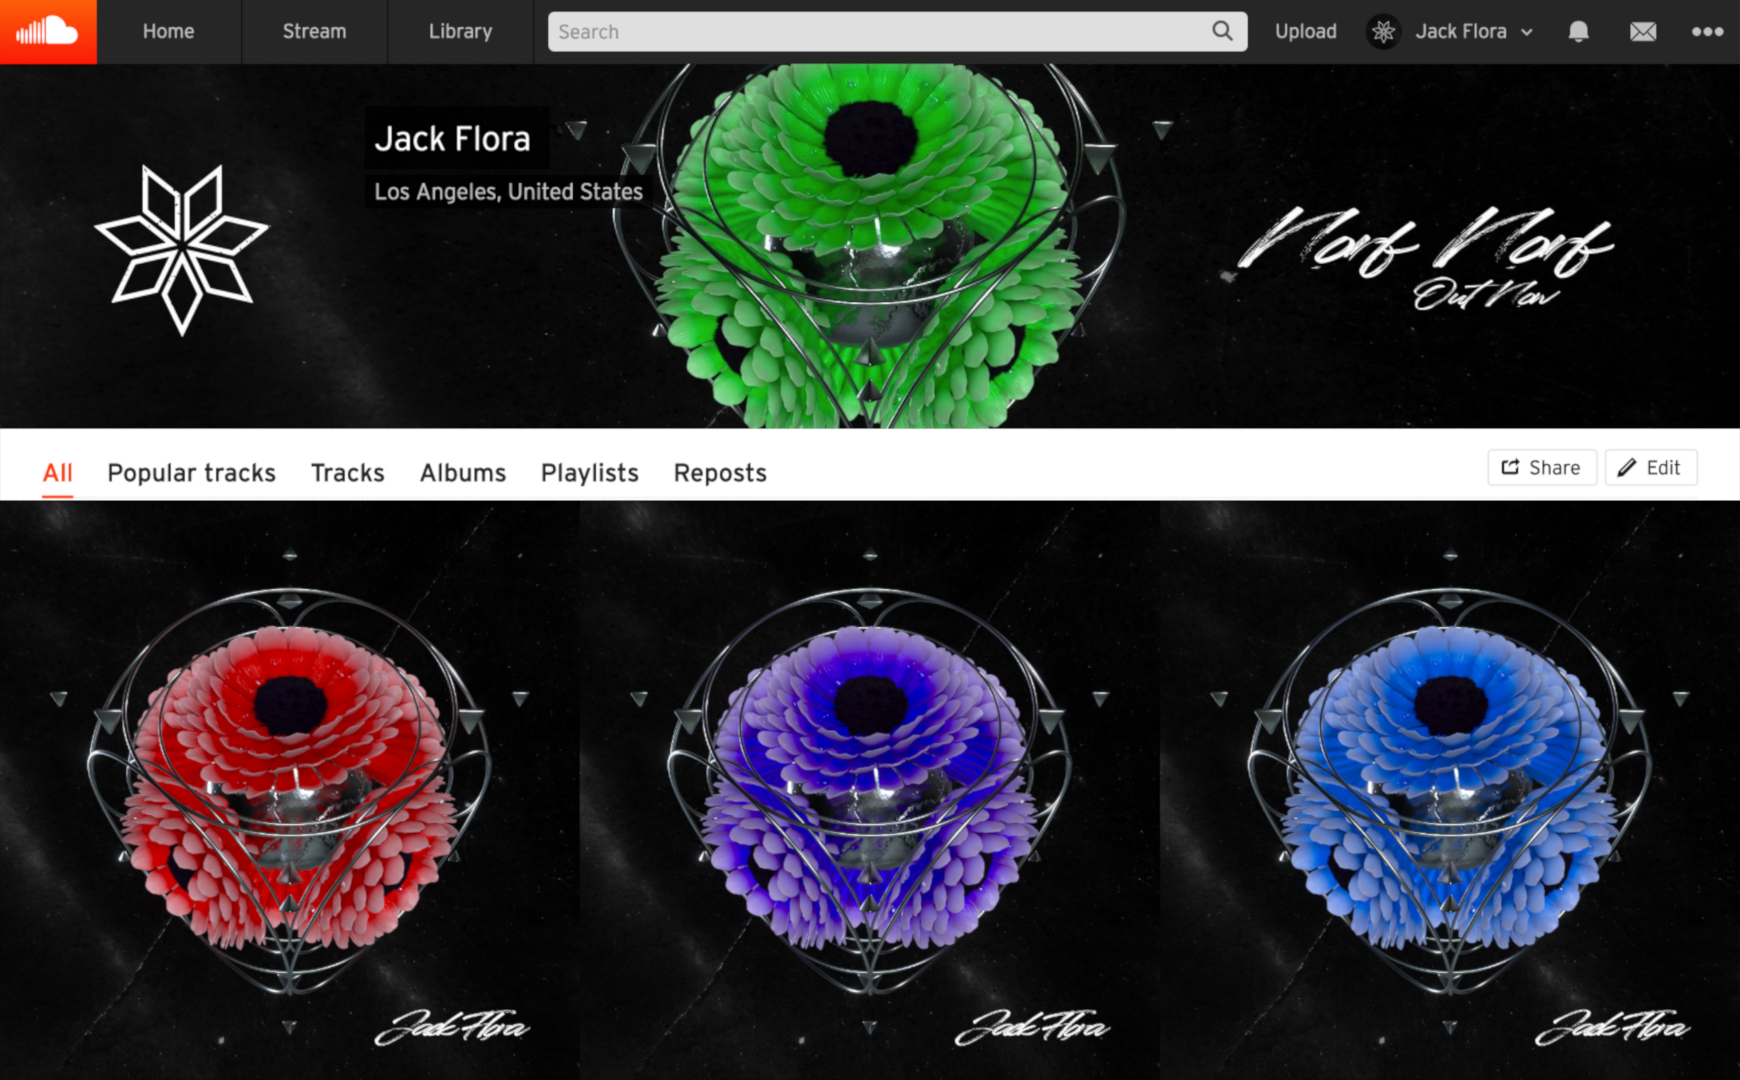 Home
Stream
Library
Search
Upload
Jack Flora
Jack Flora
Los Angeles, United States
Norf Norf
Out Now
All
Popular tracks
Tracks
Albums
Playlists
Reposts
Share
Edit
Jack Flora
Jack Flora
Jack Flora